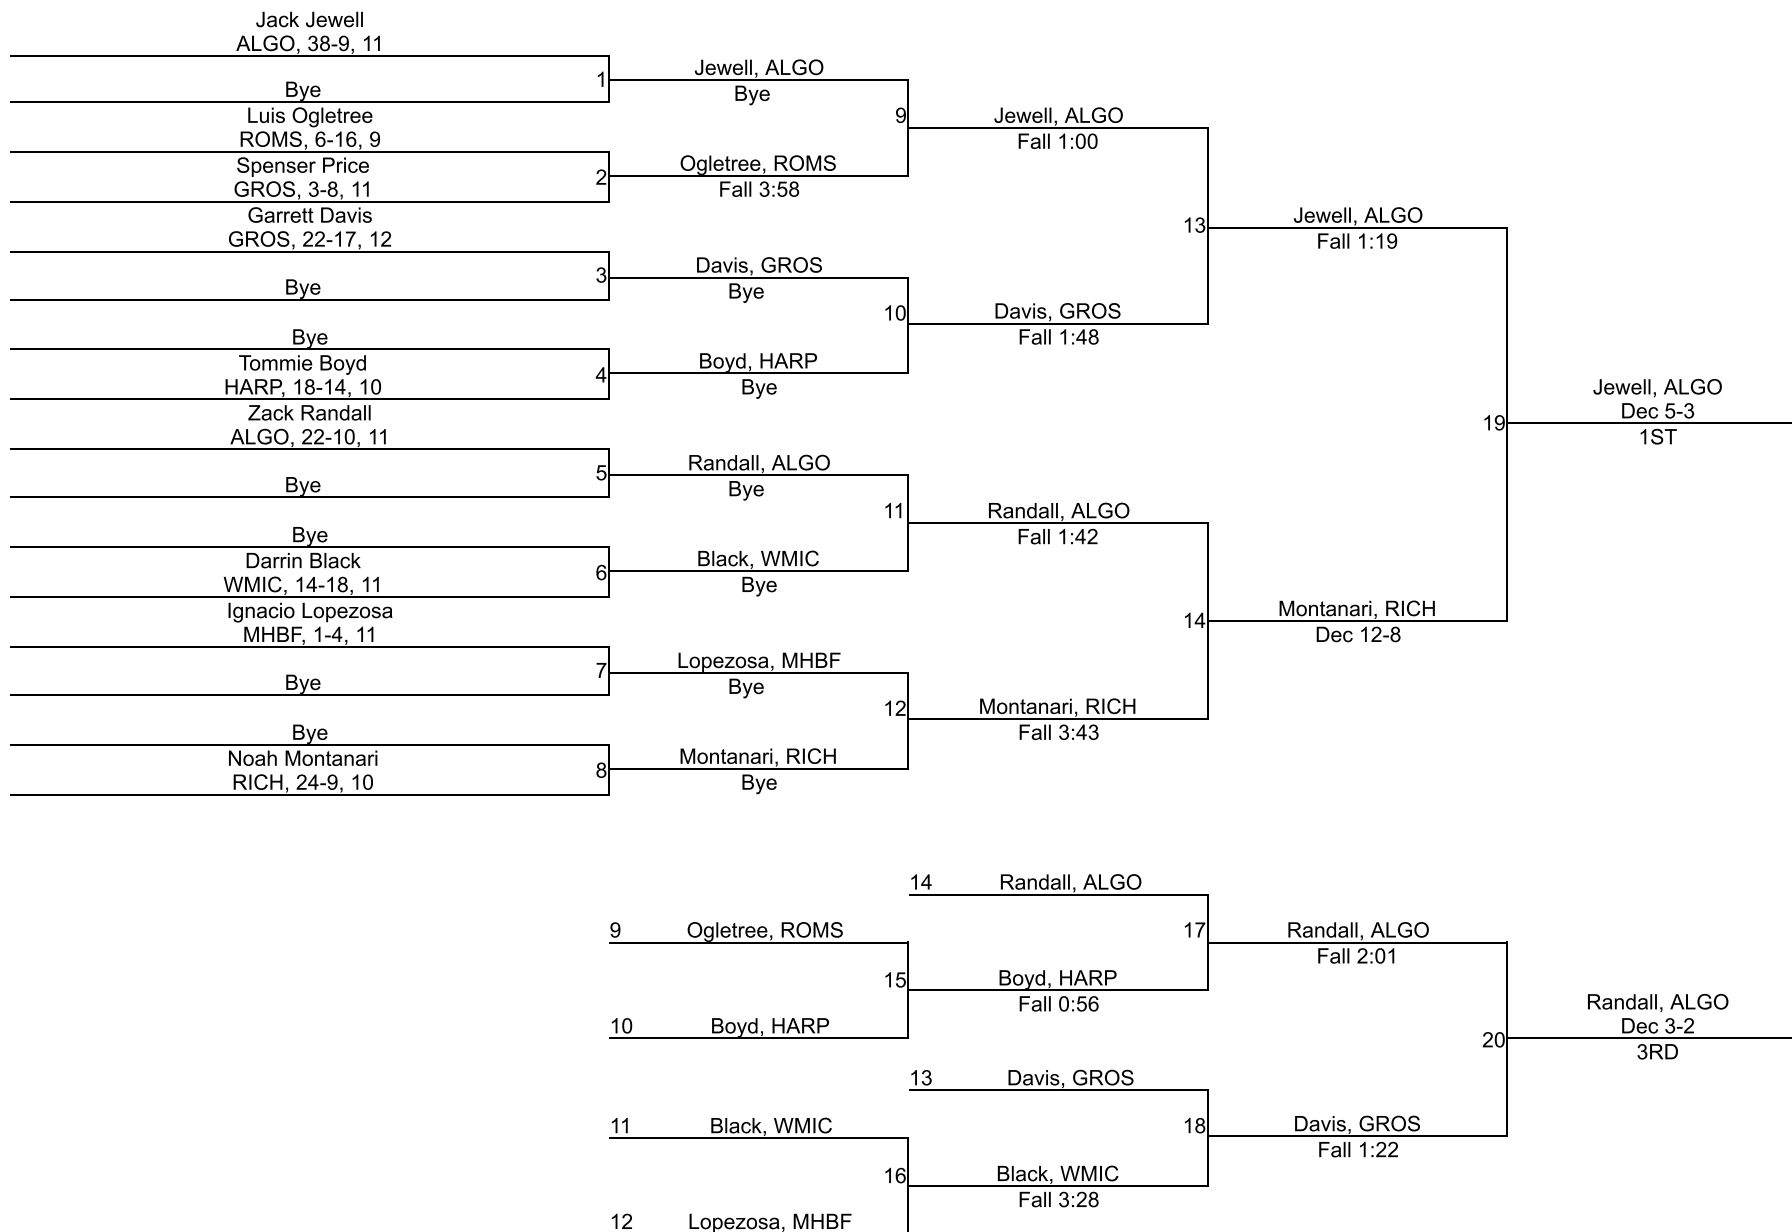 Jack Jewell
ALGO, 38-9, 11
Bye
1
Luis Ogletree
ROMS, 6-16, 9
Spenser Price
GROS, 3-8, 11
2
Garrett Davis
GROS, 22-17, 12
Bye
3
Bye
Tommie Boyd
HARP, 18-14, 10
4
Zack Randall
ALGO, 22-10, 11
Bye
5
Bye
Darrin Black
WMIC, 14-18, 11
6
Ignacio Lopezosa
MHBF, 1-4, 11
Bye
7
Bye
Noah Montanari
RICH, 24-9, 10
8
Jewell, ALGO
Bye
9
Ogletree, ROMS
Fall 3:58
Davis, GROS
Bye
10
Boyd, HARP
Bye
Randall, ALGO
Bye
11
Black, WMIC
Bye
Lopezosa, MHBF
Bye
12
Montanari, RICH
Bye
Jewell, ALGO
Fall 1:00
13
Davis, GROS
Fall 1:48
Randall, ALGO
Fall 1:42
14
Montanari, RICH
Fall 3:43
Jewell, ALGO
Fall 1:19
19
Montanari, RICH
Dec 12-8
Jewell, ALGO
Dec 5-3
1ST
14 Randall, ALGO
9 Ogletree, ROMS
17
15
Boyd, HARP
Fall 0:56
10 Boyd, HARP
13 Davis, GROS
11 Black, WMIC
18
16
Black, WMIC
Fall 3:28
12 Lopezosa, MHBF
Randall, ALGO
Fall 2:01
20
Davis, GROS
Fall 1:22
Randall, ALGO
Dec 3-2
3RD